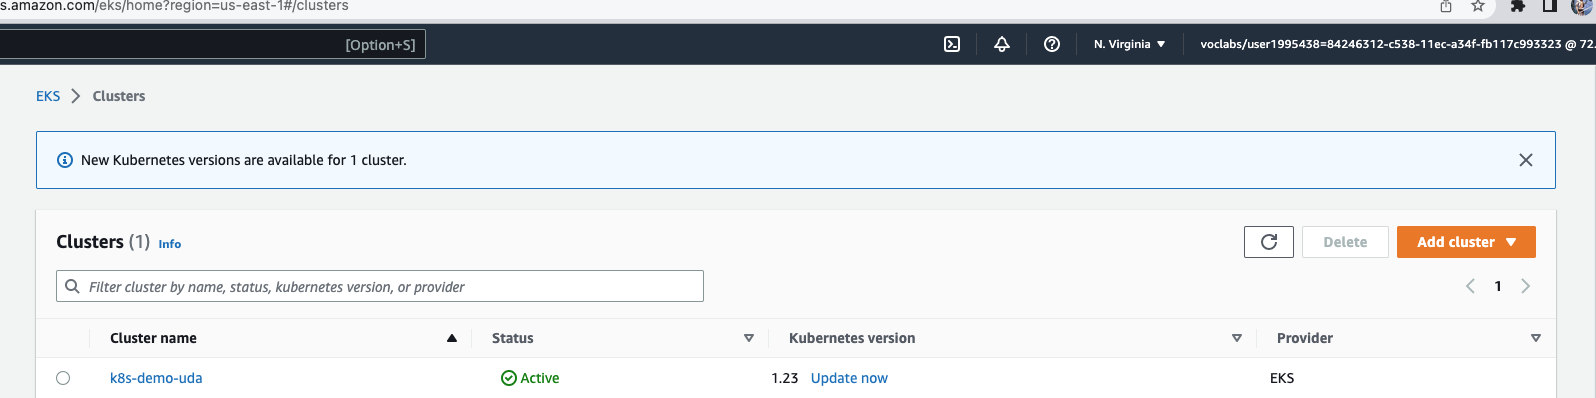 s.amazon.com/eks/home?region=us-east-1#/clusters
[Option+S]
N. Virginia
voclabs/user1995438=84246312-c538-11ec-a34f-fb117c993323 @ 72.
EKS > Clusters
New Kubernetes versions are available for 1 cluster.
Clusters (1) Info
Delete
Add cluster
Filter cluster by name, status, kubernetes version, or provider
1
Cluster name Status Kubernetes version Provider
k8s-demo-uda Active 1.23 Update now EKS